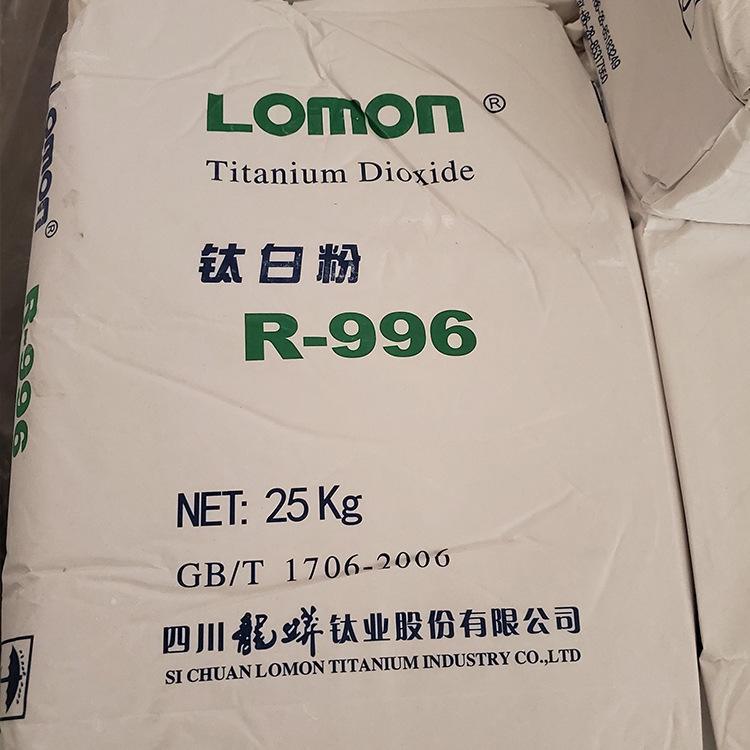 LOMON®
Titanium Dioxide
钛白粉
R-996
NET: 25Kg
GB/T 1706-2006
四川龍蟒钛业股份有限公司
SI CHUAN LOMON TITANIUM INDUSTRY CO.,LTD
LOMON®
R-996